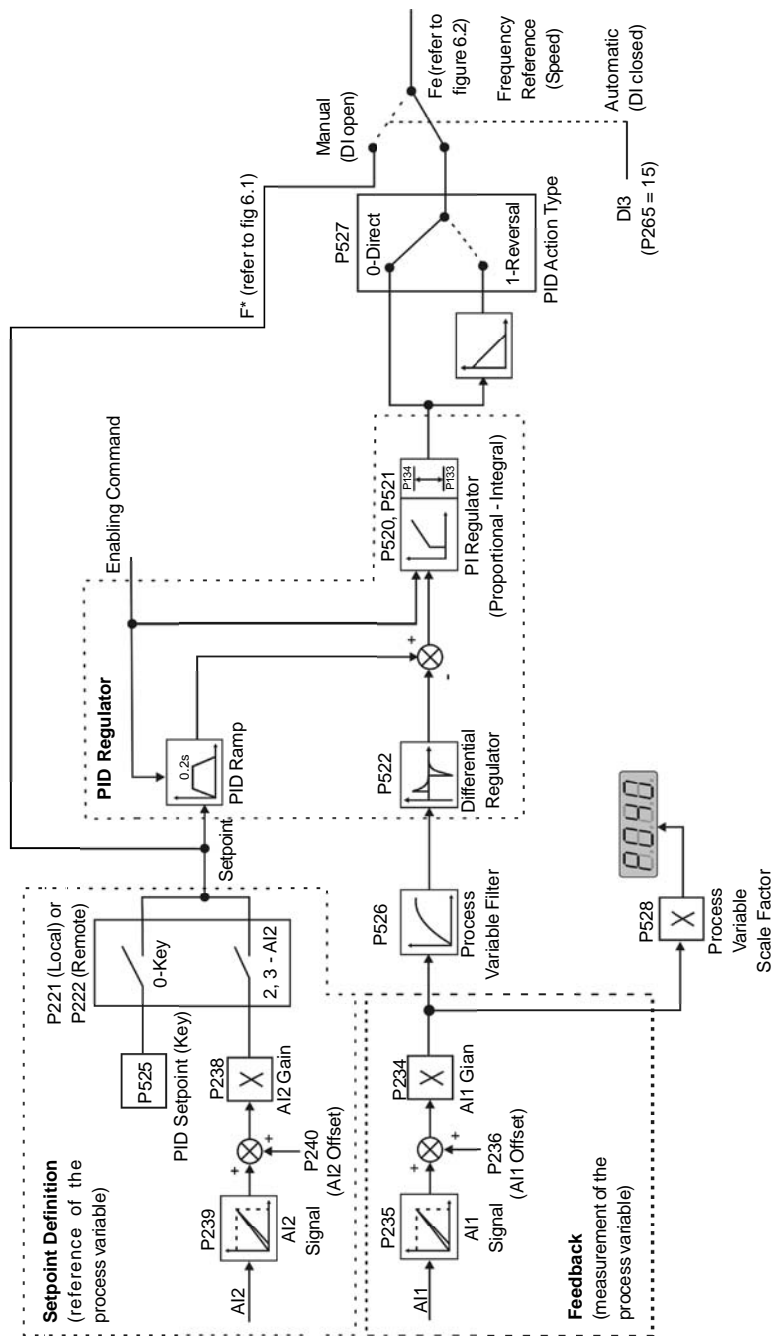 Setpoint Definition
(reference of the
process variable)
AI2
P239
AI2
Signal
P240
(AI2 Offset)
P238
AI2 Gain
P525
PID Setpoint (Key)
P221 (Local) or
P222 (Remote)
0-Key
2, 3 - AI2
Setpoint
F* (refer to fig 6.1)
Enabling Command
PID Regulator
0.2s
PID Ramp
+
-
P522
Differential
Regulator
P520, P521
P134
P133
PI Regulator
(Proportional - Integral)
P527
0-Direct
1-Reversal
PID Action Type
Manual
(DI open)
Fe (refer to
figure 6.2)
Frequency
Reference
(Speed)
Automatic
(DI closed)
DI3
(P265 = 15)
Feedback
(measurement of the
process variable)
AI1
P235
AI1
Signal
+
+
P236
(AI1 Offset)
P234
AI1 Gian
P526
Process
Variable Filter
P528
Process
Variable
Scale Factor
+
+